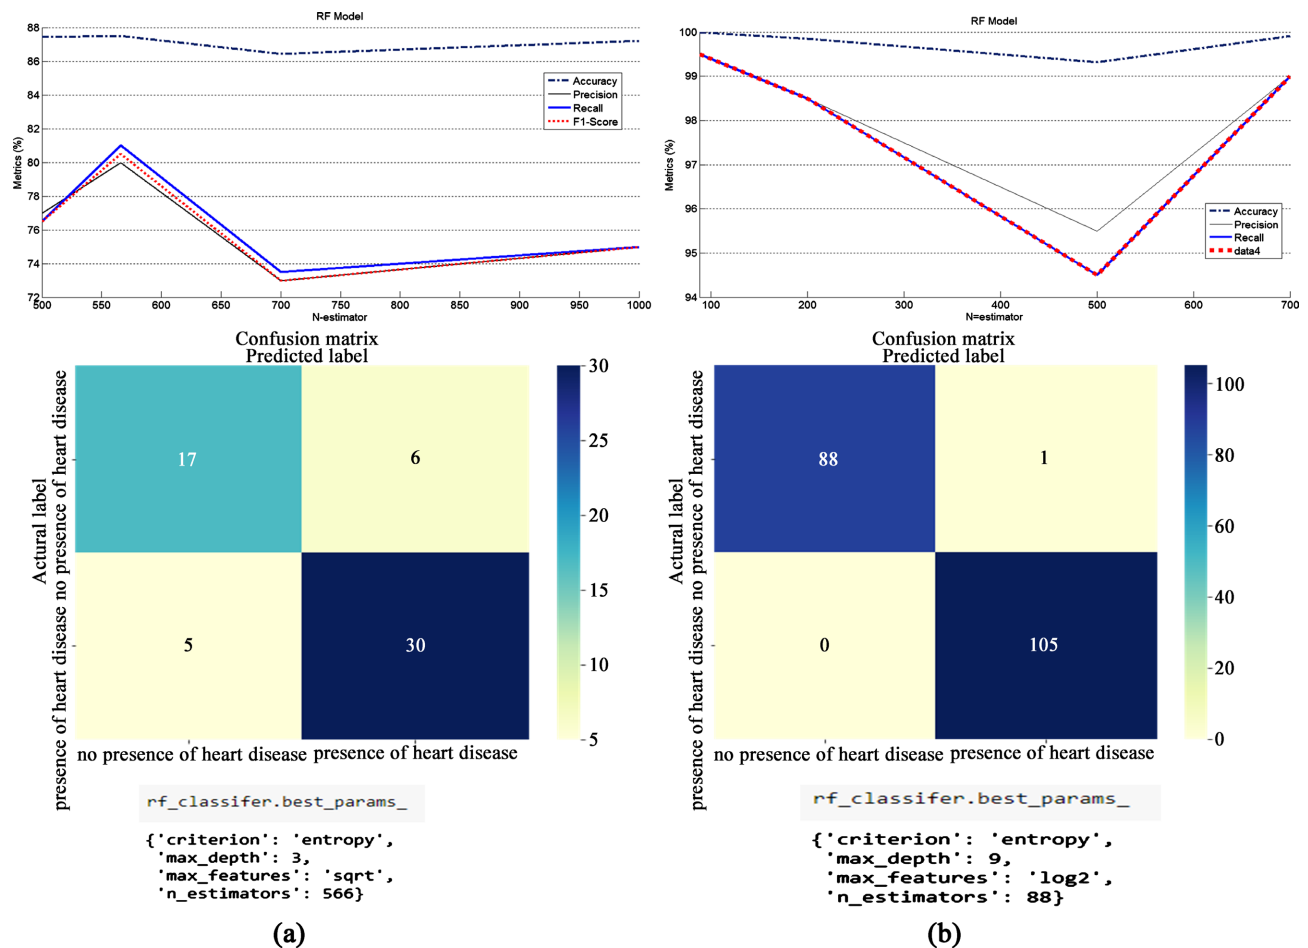 RF Model
88
86
84
82
80
78
76
74
72
Metrics (%)
500
550
600
650
700
750
800
850
900
950
1000
N-estimator
Accuracy
Precision
Recall
F1-Score
RF Model
100
99
98
97
96
95
94
Metrics (%)
100
200
300
400
500
600
700
N=estimator
Accuracy
Precision
Recall
data4
Confusion matrix
Predicted label
Actural label
presence of heart disease no presence of heart disease
17
6
5
30
no presence of heart disease
presence of heart disease
30
25
20
15
10
5
Confusion matrix
Predicted label
Actural label
presence of heart disease no presence of heart disease
88
1
0
105
no presence of heart disease
presence of heart disease
100
80
60
40
20
0
rf_classifer.best_params_
{'criterion': 'entropy',
'max_depth': 3,
'max_features': 'sqrt',
'n_estimators': 566}
(a)
rf_classifer.best_params_
{'criterion': 'entropy',
'max_depth': 9,
'max_features': 'log2',
'n_estimators': 88}
(b)